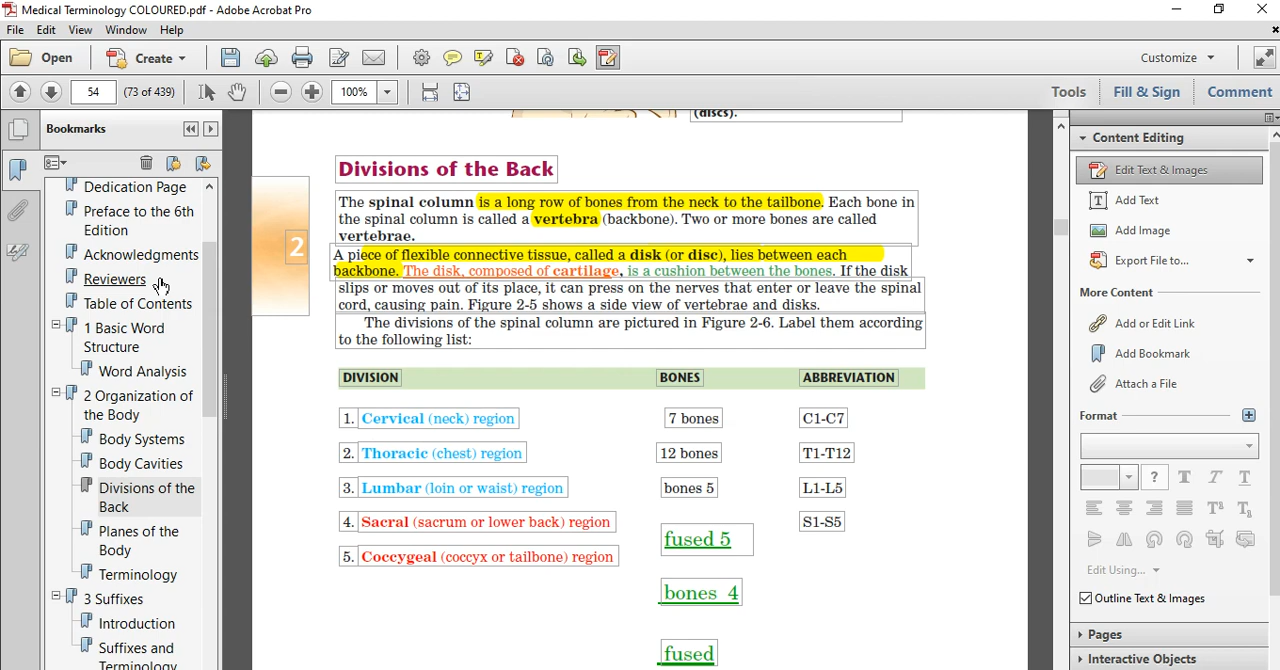 Medical Terminology COLOURED.pdf - Adobe Acrobat Pro
File Edit View Window Help
Open Create Customize
54 (73 of 439) 100% Tools Fill & Sign Comment
Bookmarks
Dedication Page
Preface to the 6th
Edition
Acknowledgments
Reviewers
Table of Contents
1 Basic Word
Structure
Word Analysis
2 Organization of
the Body
Body Systems
Body Cavities
Divisions of the
Back
Planes of the
Body
Terminology
3 Suffixes
Introduction
Suffixes and
Terminology
(discs).
Divisions of the Back
2
The spinal column is a long row of bones from the neck to the tailbone. Each bone in
the spinal column is called a vertebra (backbone). Two or more bones are called
vertebrae.
A piece of flexible connective tissue, called a disk (or disc), lies between each
backbone. The disk, composed of cartilage, is a cushion between the bones. If the disk
slips or moves out of its place, it can press on the nerves that enter or leave the spinal
cord, causing pain. Figure 2-5 shows a side view of vertebrae and disks.
The divisions of the spinal column are pictured in Figure 2-6. Label them according
to the following list:
DIVISION BONES ABBREVIATION
1. Cervical (neck) region 7 bones C1-C7
2. Thoracic (chest) region 12 bones T1-T12
3. Lumbar (loin or waist) region bones 5 L1-L5
4. Sacral (sacrum or lower back) region S1-S5
fused 5
5. Coccygeal (coccyx or tailbone) region
bones 4
fused
Content Editing
Edit Text & Images
Add Text
Add Image
Export File to...
More Content
Add or Edit Link
Add Bookmark
Attach a File
Format
? T T T
T T
Edit Using...
Outline Text & Images
Pages
Interactive Objects